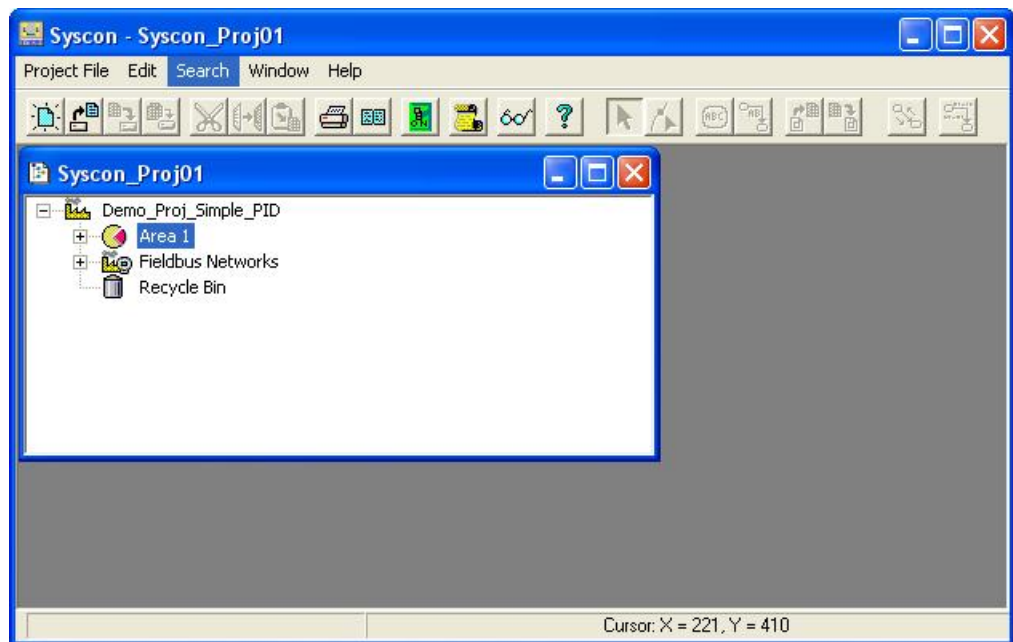 Syscon - Syscon_Proj01
Project File Edit Search Window Help
ABC
Syscon_Proj01
Demo_Proj_Simple_PID
Area 1
Fieldbus Networks
Recycle Bin
Cursor: X = 221, Y = 410